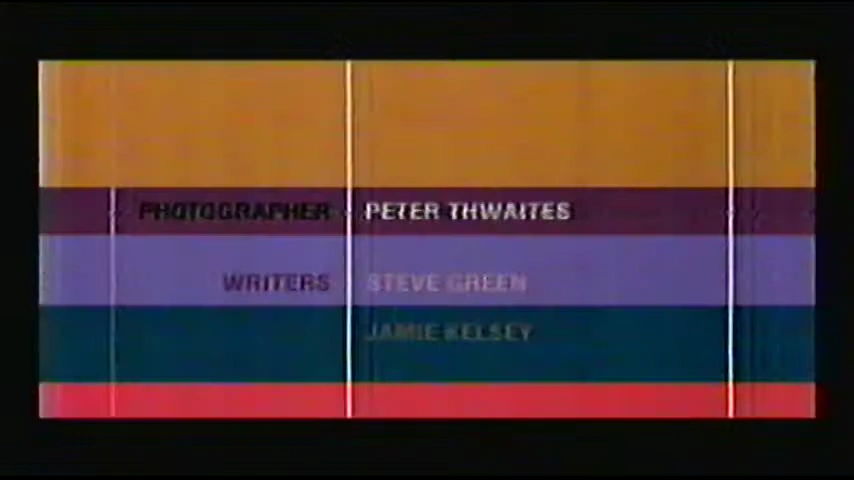 PHOTOGRAPHER PETER THWAITES
WRITERS STEVE GREEN
JAMIE KELSEY